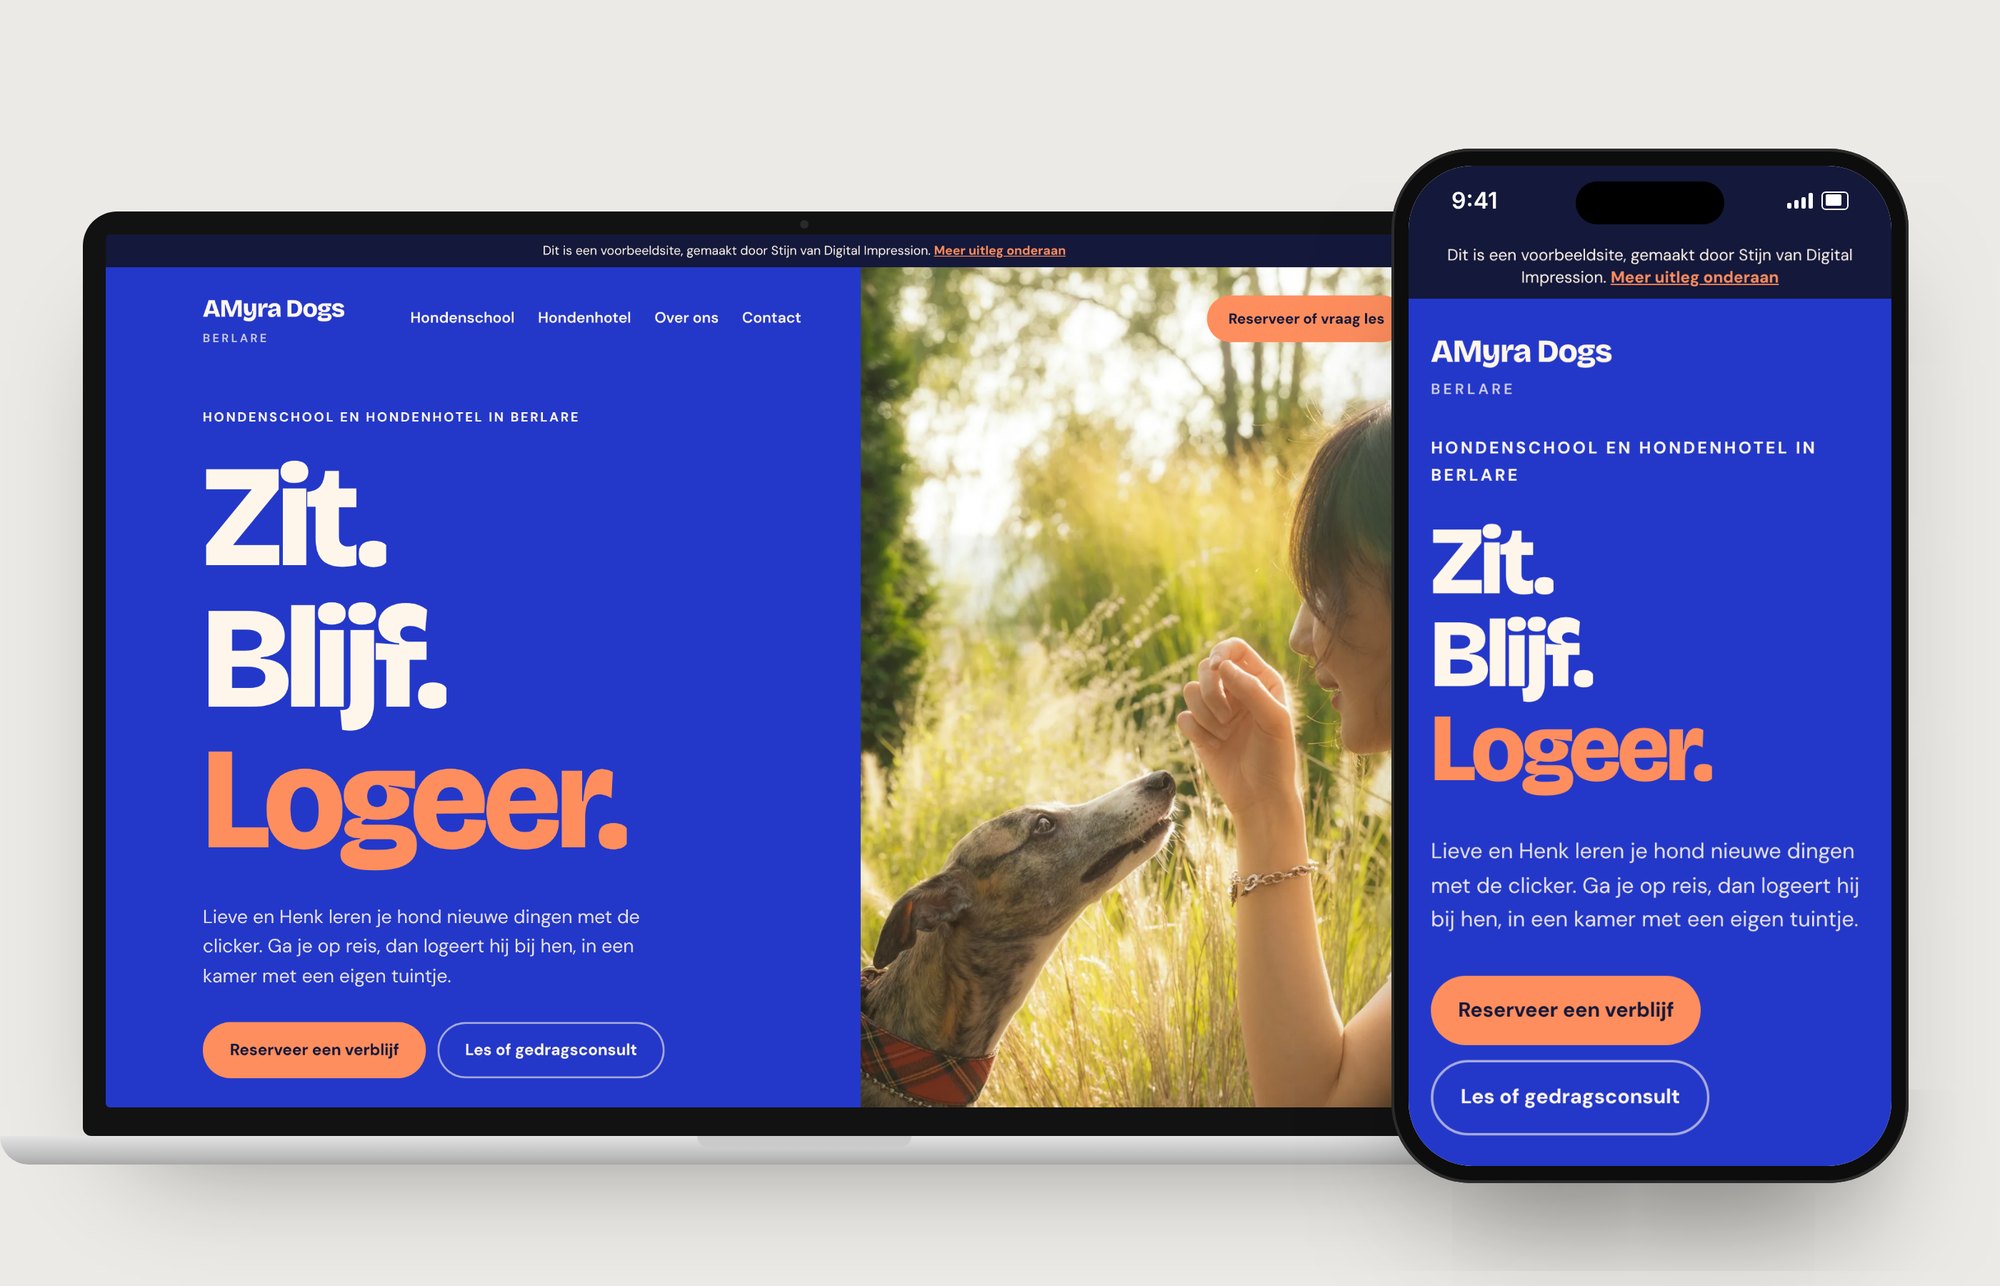 Dit is een voorbeeldsite, gemaakt door Stijn van Digital Impression. Meer uitleg onderaan
AMyra Dogs
BERLARE
Hondenschool Hondenhotel Over ons Contact
Reserveer of vraag les
HONDENSCHOOL EN HONDENHOTEL IN BERLARE
Zit.
Blijf.
Logeer.
Lieve en Henk leren je hond nieuwe dingen met de
clicker. Ga je op reis, dan logeert hij bij hen, in een
kamer met een eigen tuintje.
Reserveer een verblijf
Les of gedragsconsult
9:41
Dit is een voorbeeldsite, gemaakt door Stijn van Digital
Impression. Meer uitleg onderaan
AMyra Dogs
BERLARE
HONDENSCHOOL EN HONDENHOTEL IN
BERLARE
Zit.
Blijf.
Logeer.
Lieve en Henk leren je hond nieuwe dingen
met de clicker. Ga je op reis, dan logeert hij
bij hen, in een kamer met een eigen tuintje.
Reserveer een verblijf
Les of gedragsconsult